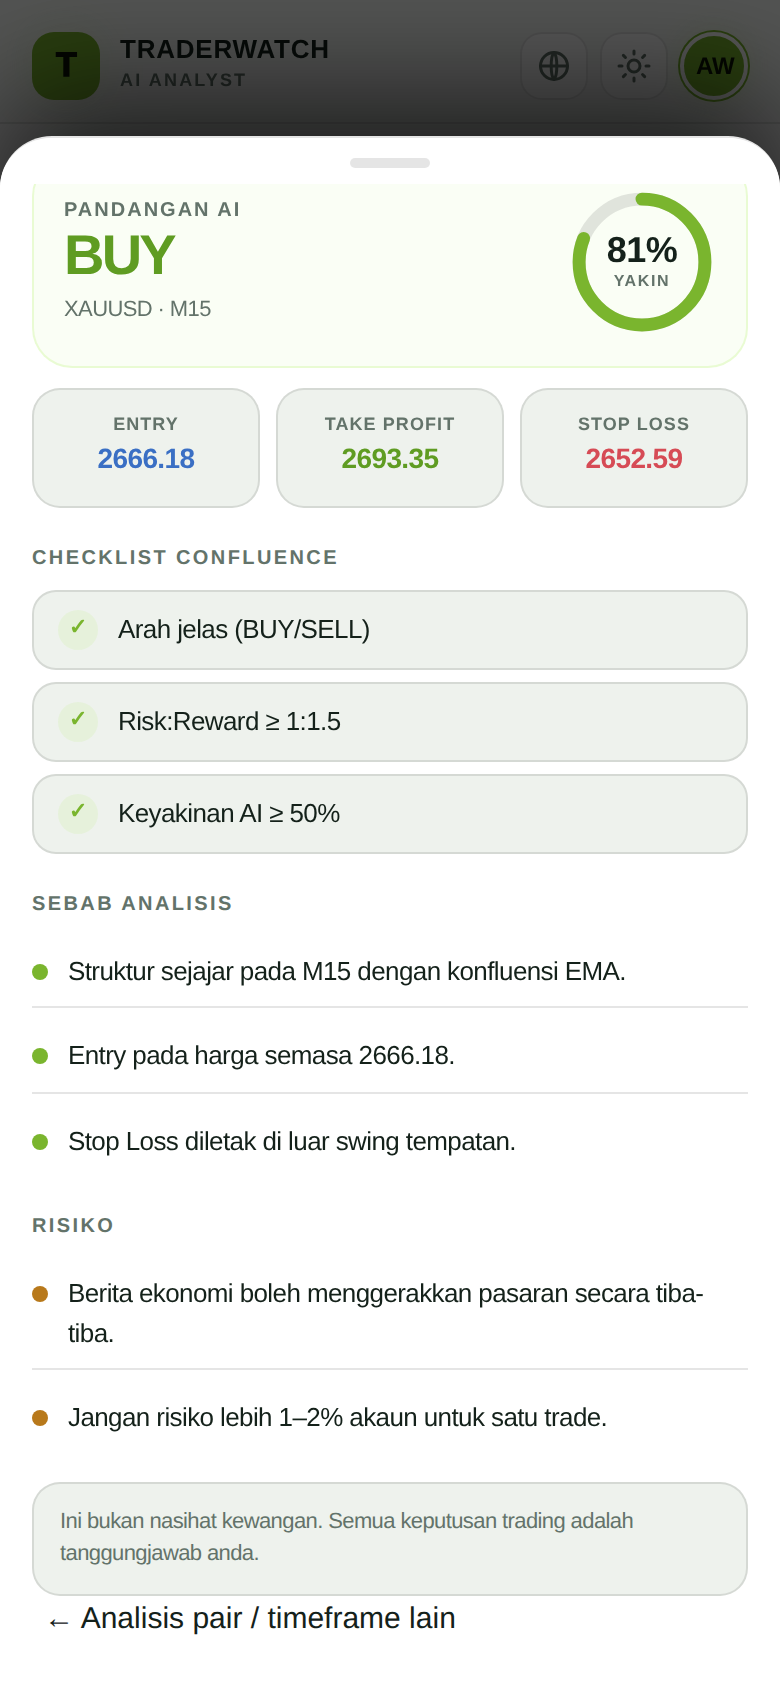 T
TRADERWATCH
AI ANALYST
AW
PANDANGAN AI
BUY
XAUUSD · M15
81%
YAKIN
ENTRY
2666.18
TAKE PROFIT
2693.35
STOP LOSS
2652.59
CHECKLIST CONFLUENCE
✓ Arah jelas (BUY/SELL)
✓ Risk:Reward ≥ 1:1.5
✓ Keyakinan AI ≥ 50%
SEBAB ANALISIS
Struktur sejajar pada M15 dengan konfluensi EMA.
Entry pada harga semasa 2666.18.
Stop Loss diletak di luar swing tempatan.
RISIKO
Berita ekonomi boleh menggerakkan pasaran secara tiba-
tiba.
Jangan risiko lebih 1–2% akaun untuk satu trade.
Ini bukan nasihat kewangan. Semua keputusan trading adalah
tanggungjawab anda.
← Analisis pair / timeframe lain